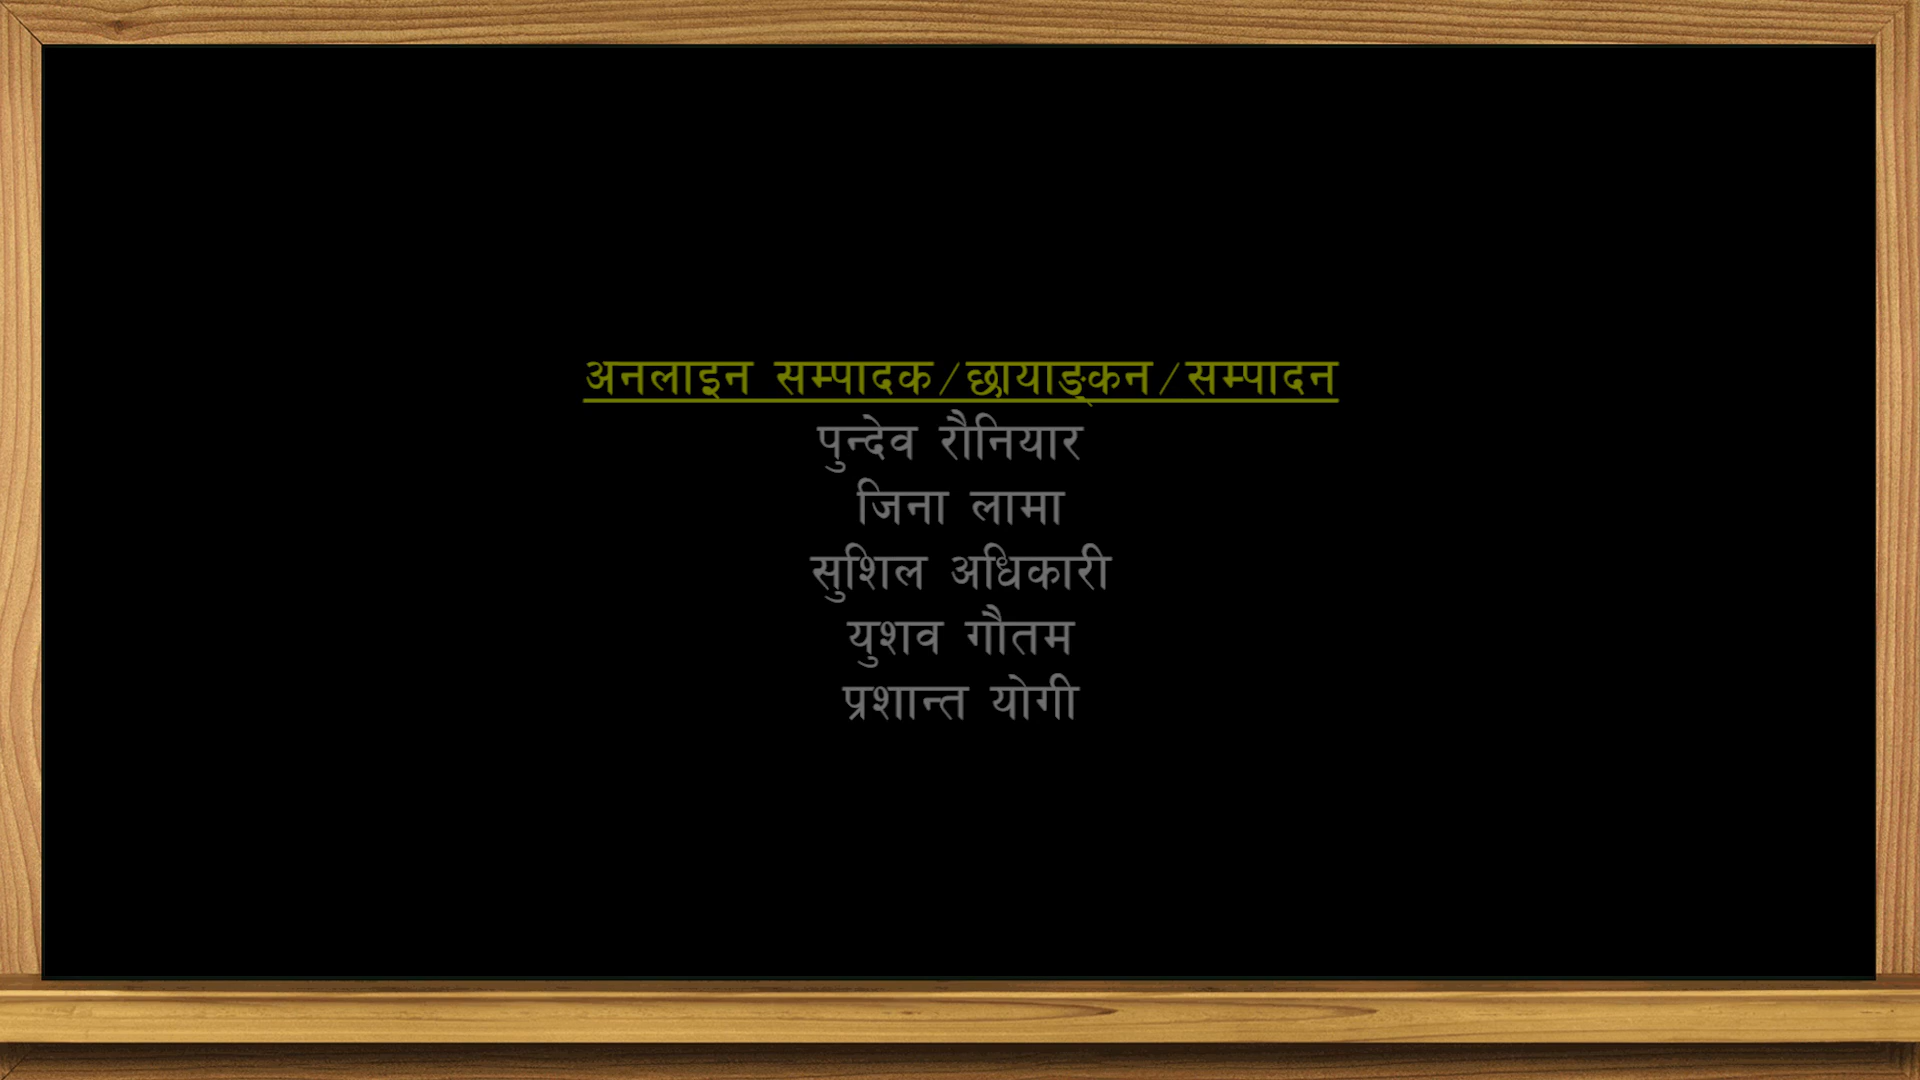 अनलाइन सम्पादक/छायाङ्कन/सम्पादन
पुन्देव रौनियार
जिना लामा
सुशिल अधिकारी
युशव गौतम
प्रशान्त योगी